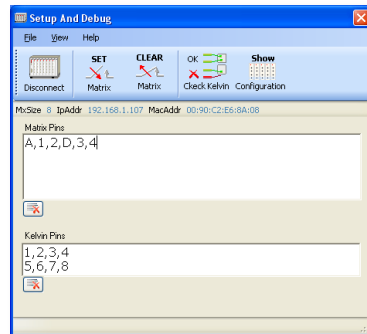 Setup And Debug
File View Help
SET CLEAR OK Show
Disconnect Matrix Matrix Ckeck Kelvin Configuration
MxSize 8 IpAddr 192.168.1.107 MacAddr 00:90:C2:E6:8A:08
Matrix Pins
A,1,2,D,3,4
Kelvin Pins
1,2,3,4
5,6,7,8